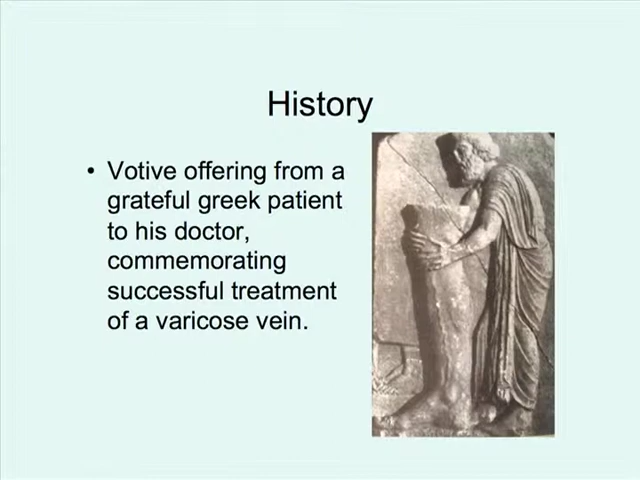 History
• Votive offering from a
grateful greek patient
to his doctor,
commemorating
successful treatment
of a varicose vein.